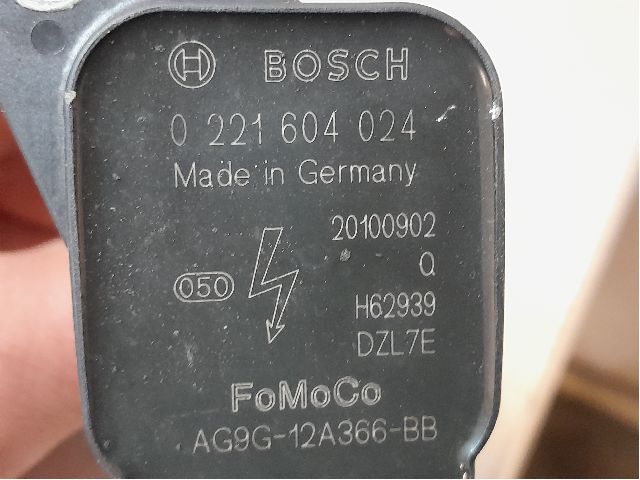 BOSCH
0 221 604 024
Made in Germany
20100902
Q
050
H62939
DZL7E
FoMoCo
AG9G-12A366-BB